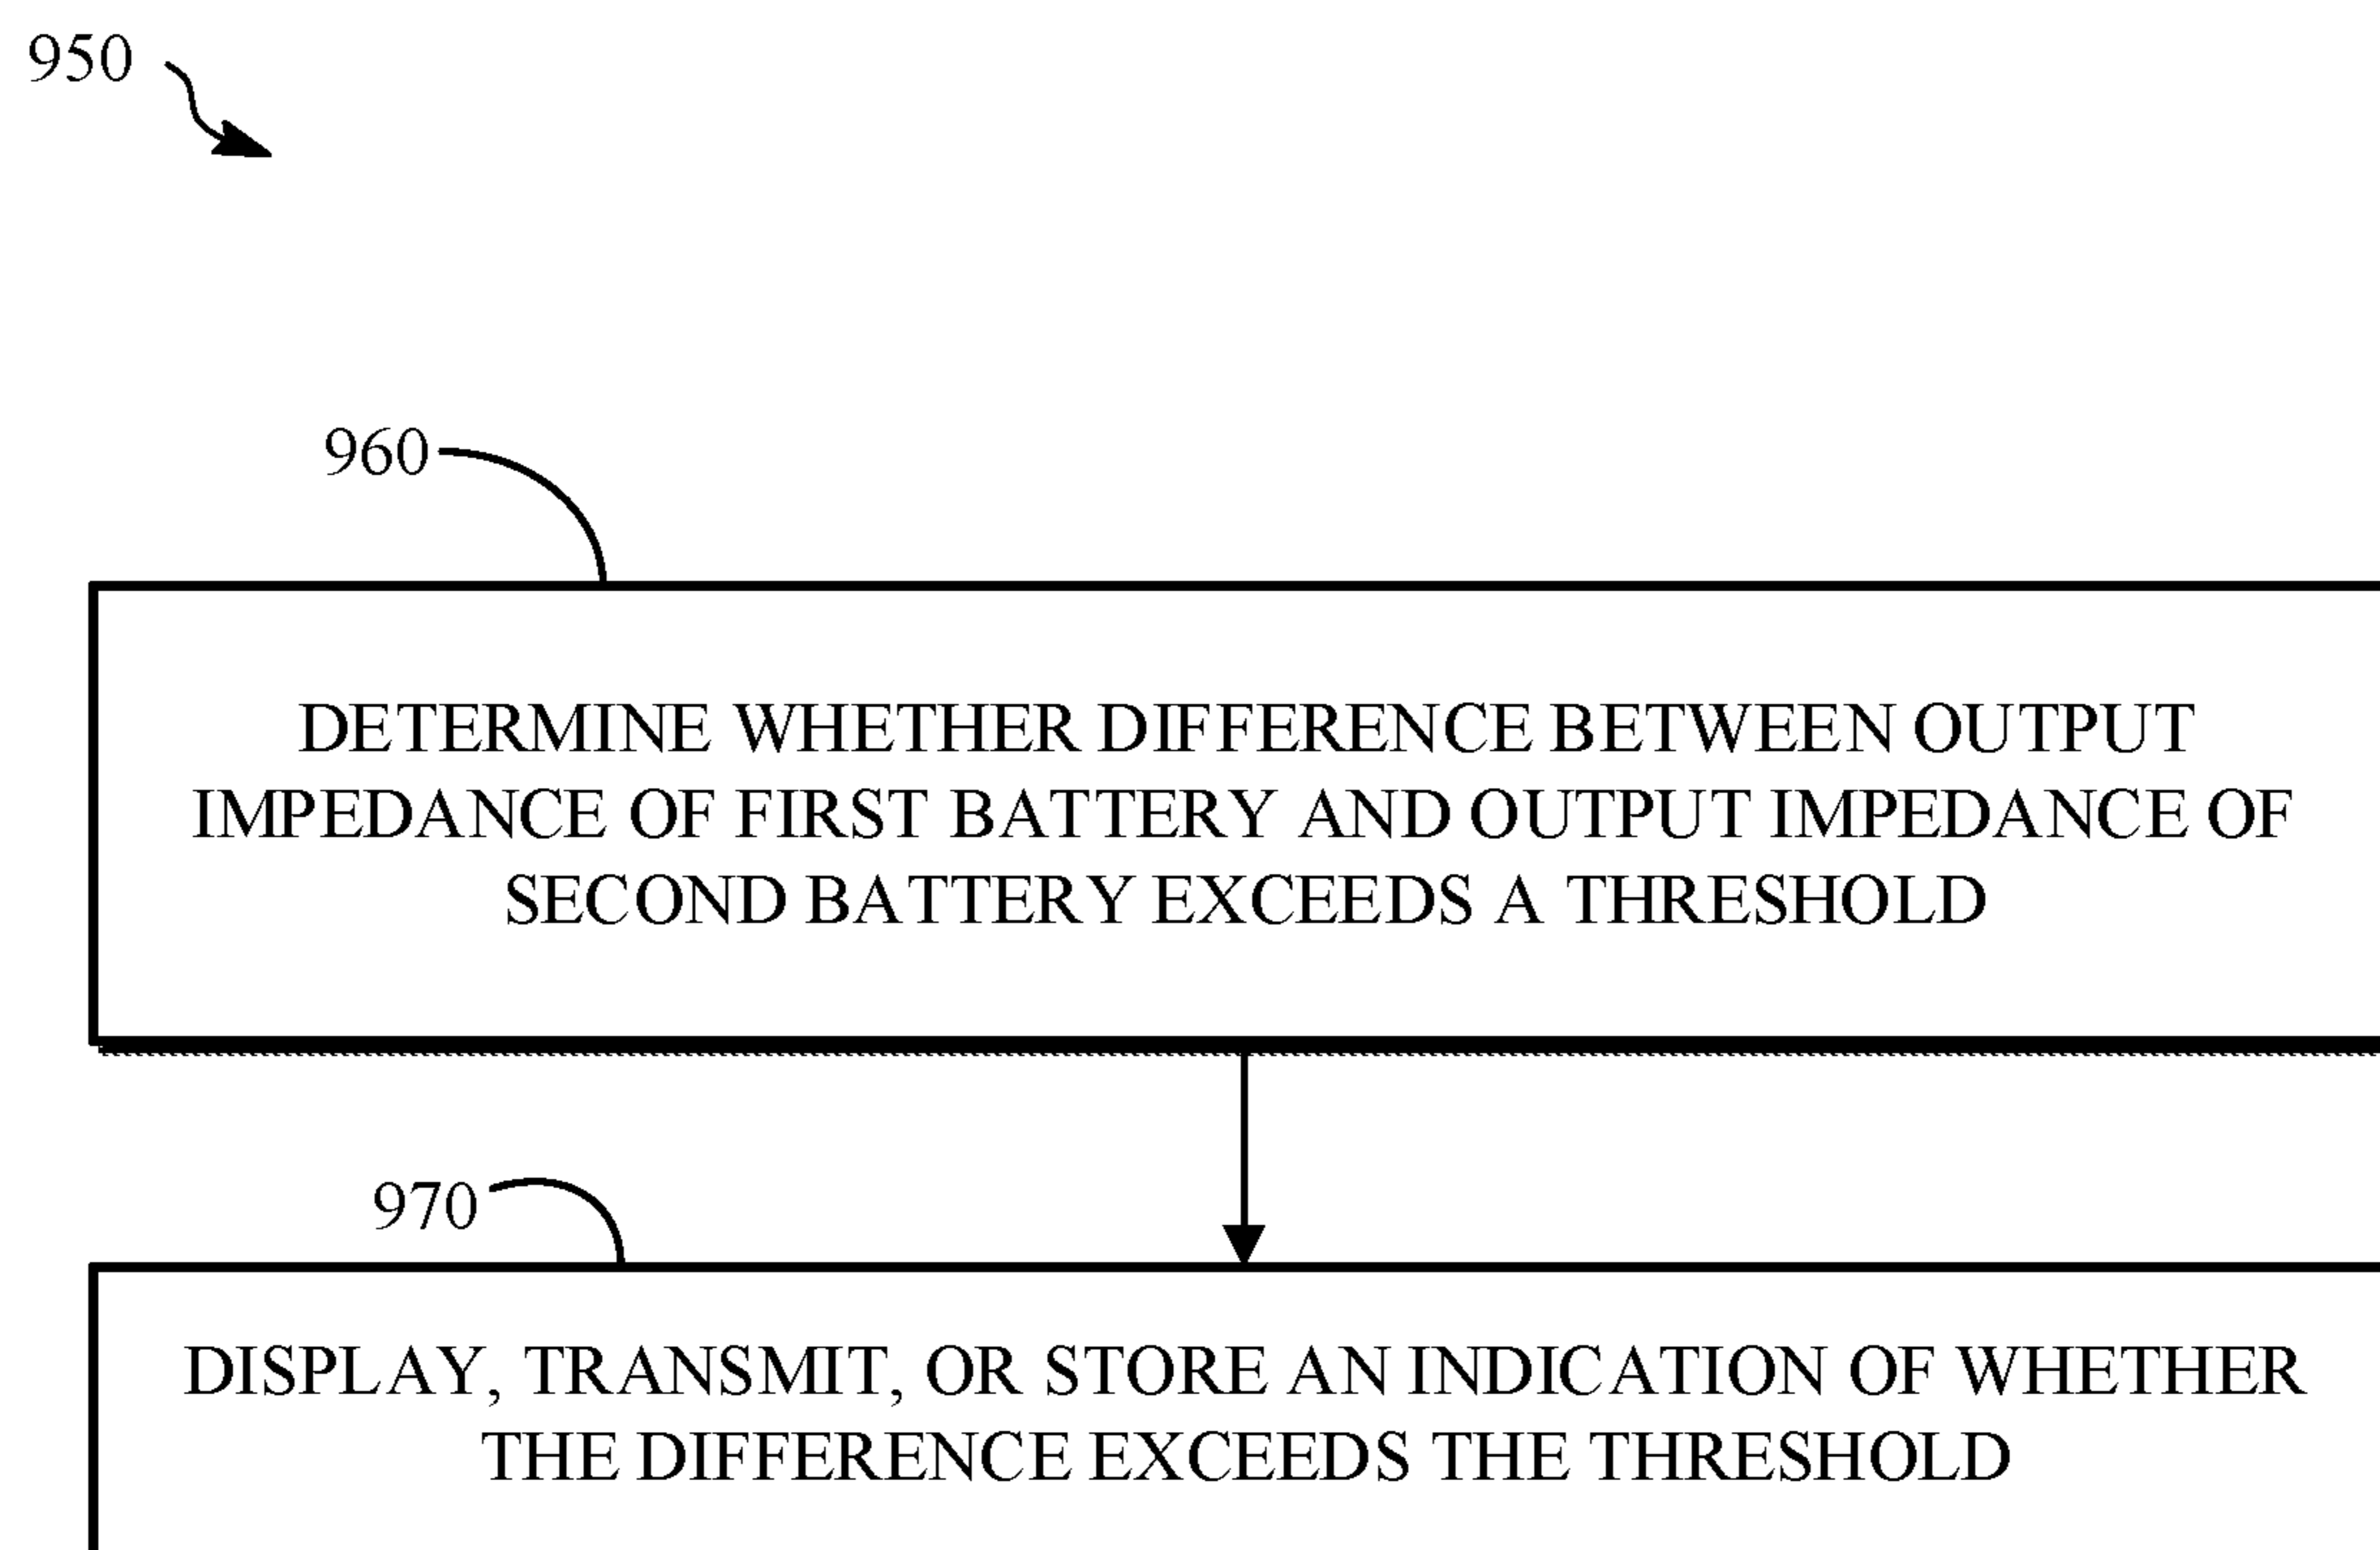 950
960
DETERMINE WHETHER DIFFERENCE BETWEEN OUTPUT
IMPEDANCE OF FIRST BATTERY AND OUTPUT IMPEDANCE OF
SECOND BATTERY EXCEEDS A THRESHOLD
970
DISPLAY, TRANSMIT, OR STORE AN INDICATION OF WHETHER
THE DIFFERENCE EXCEEDS THE THRESHOLD